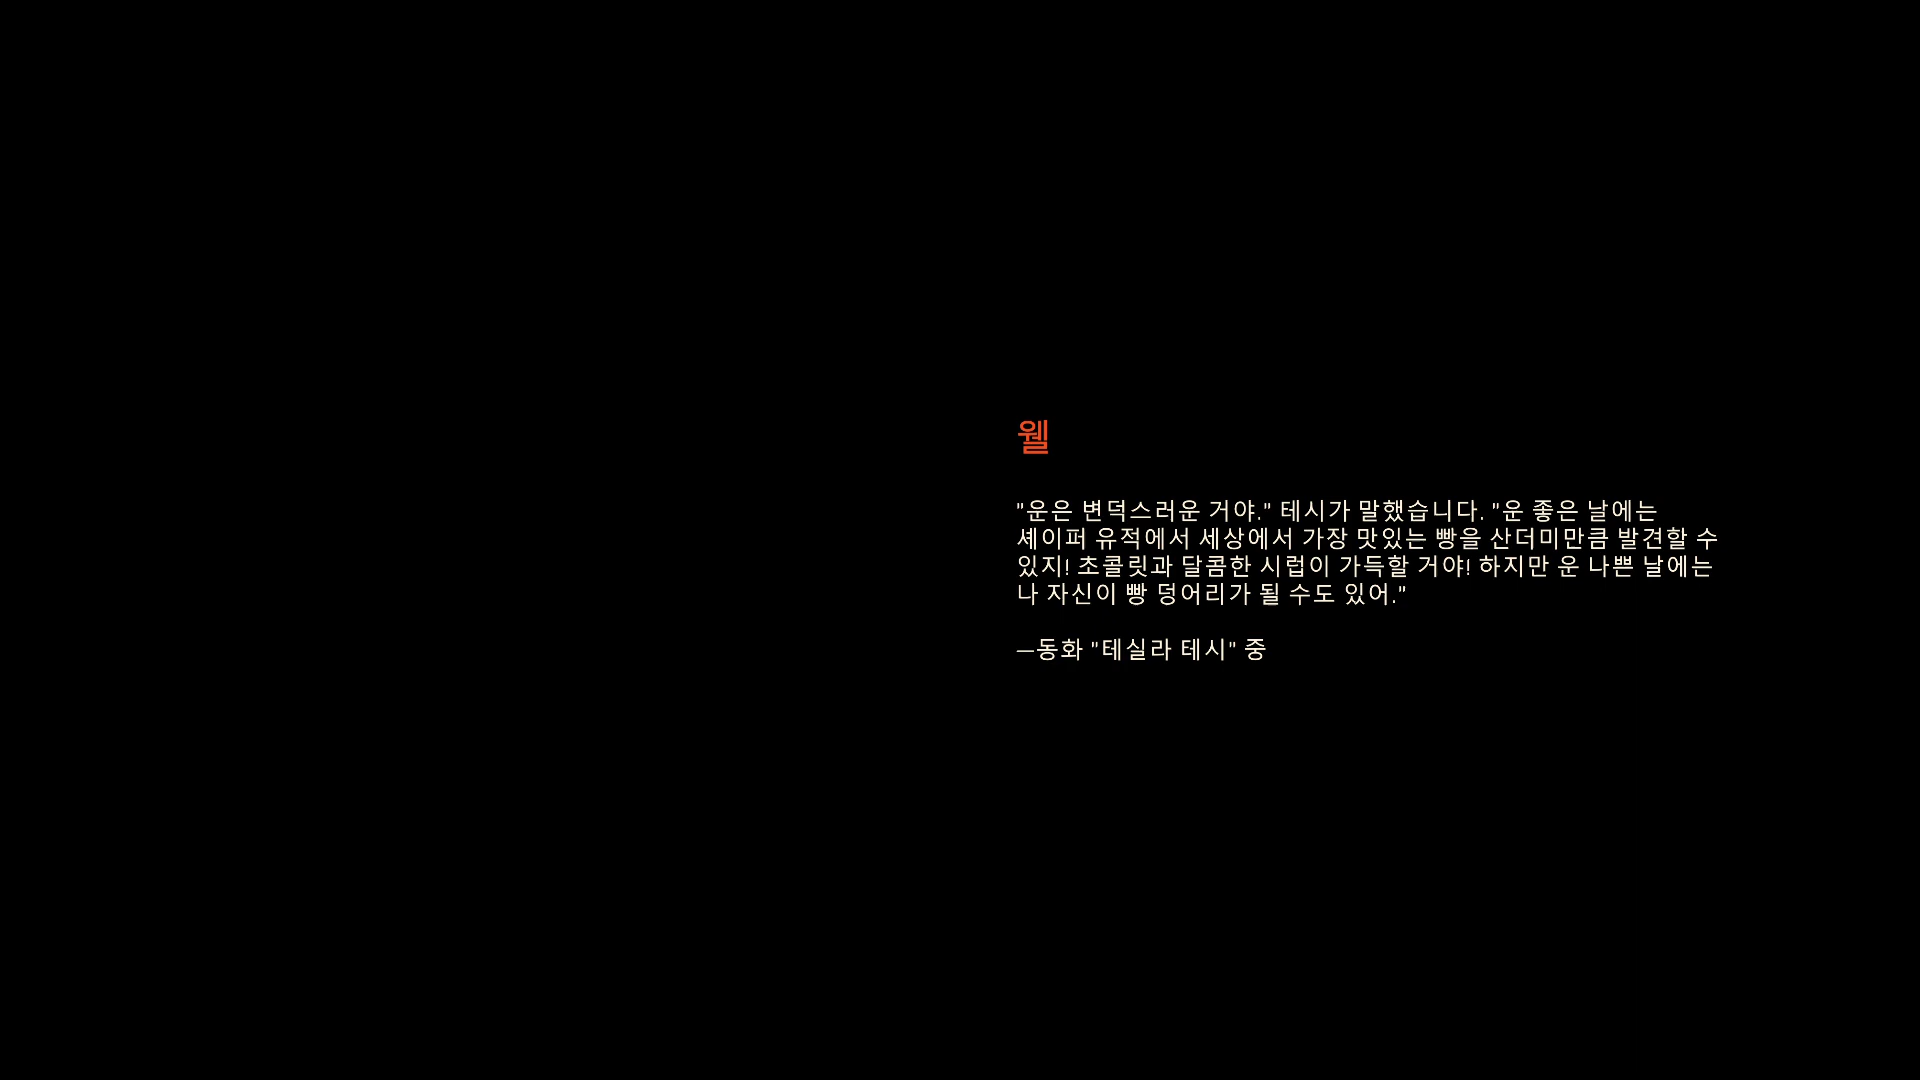 웰
"운은 변덕스러운 거야." 테시가 말했습니다. "운 좋은 날에는
셰이퍼 유적에서 세상에서 가장 맛있는 빵을 산더미만큼 발견할 수
있지! 초콜릿과 달콤한 시럽이 가득할 거야! 하지만 운 나쁜 날에는
나 자신이 빵 덩어리가 될 수도 있어."
—동화 "테실라 테시" 중